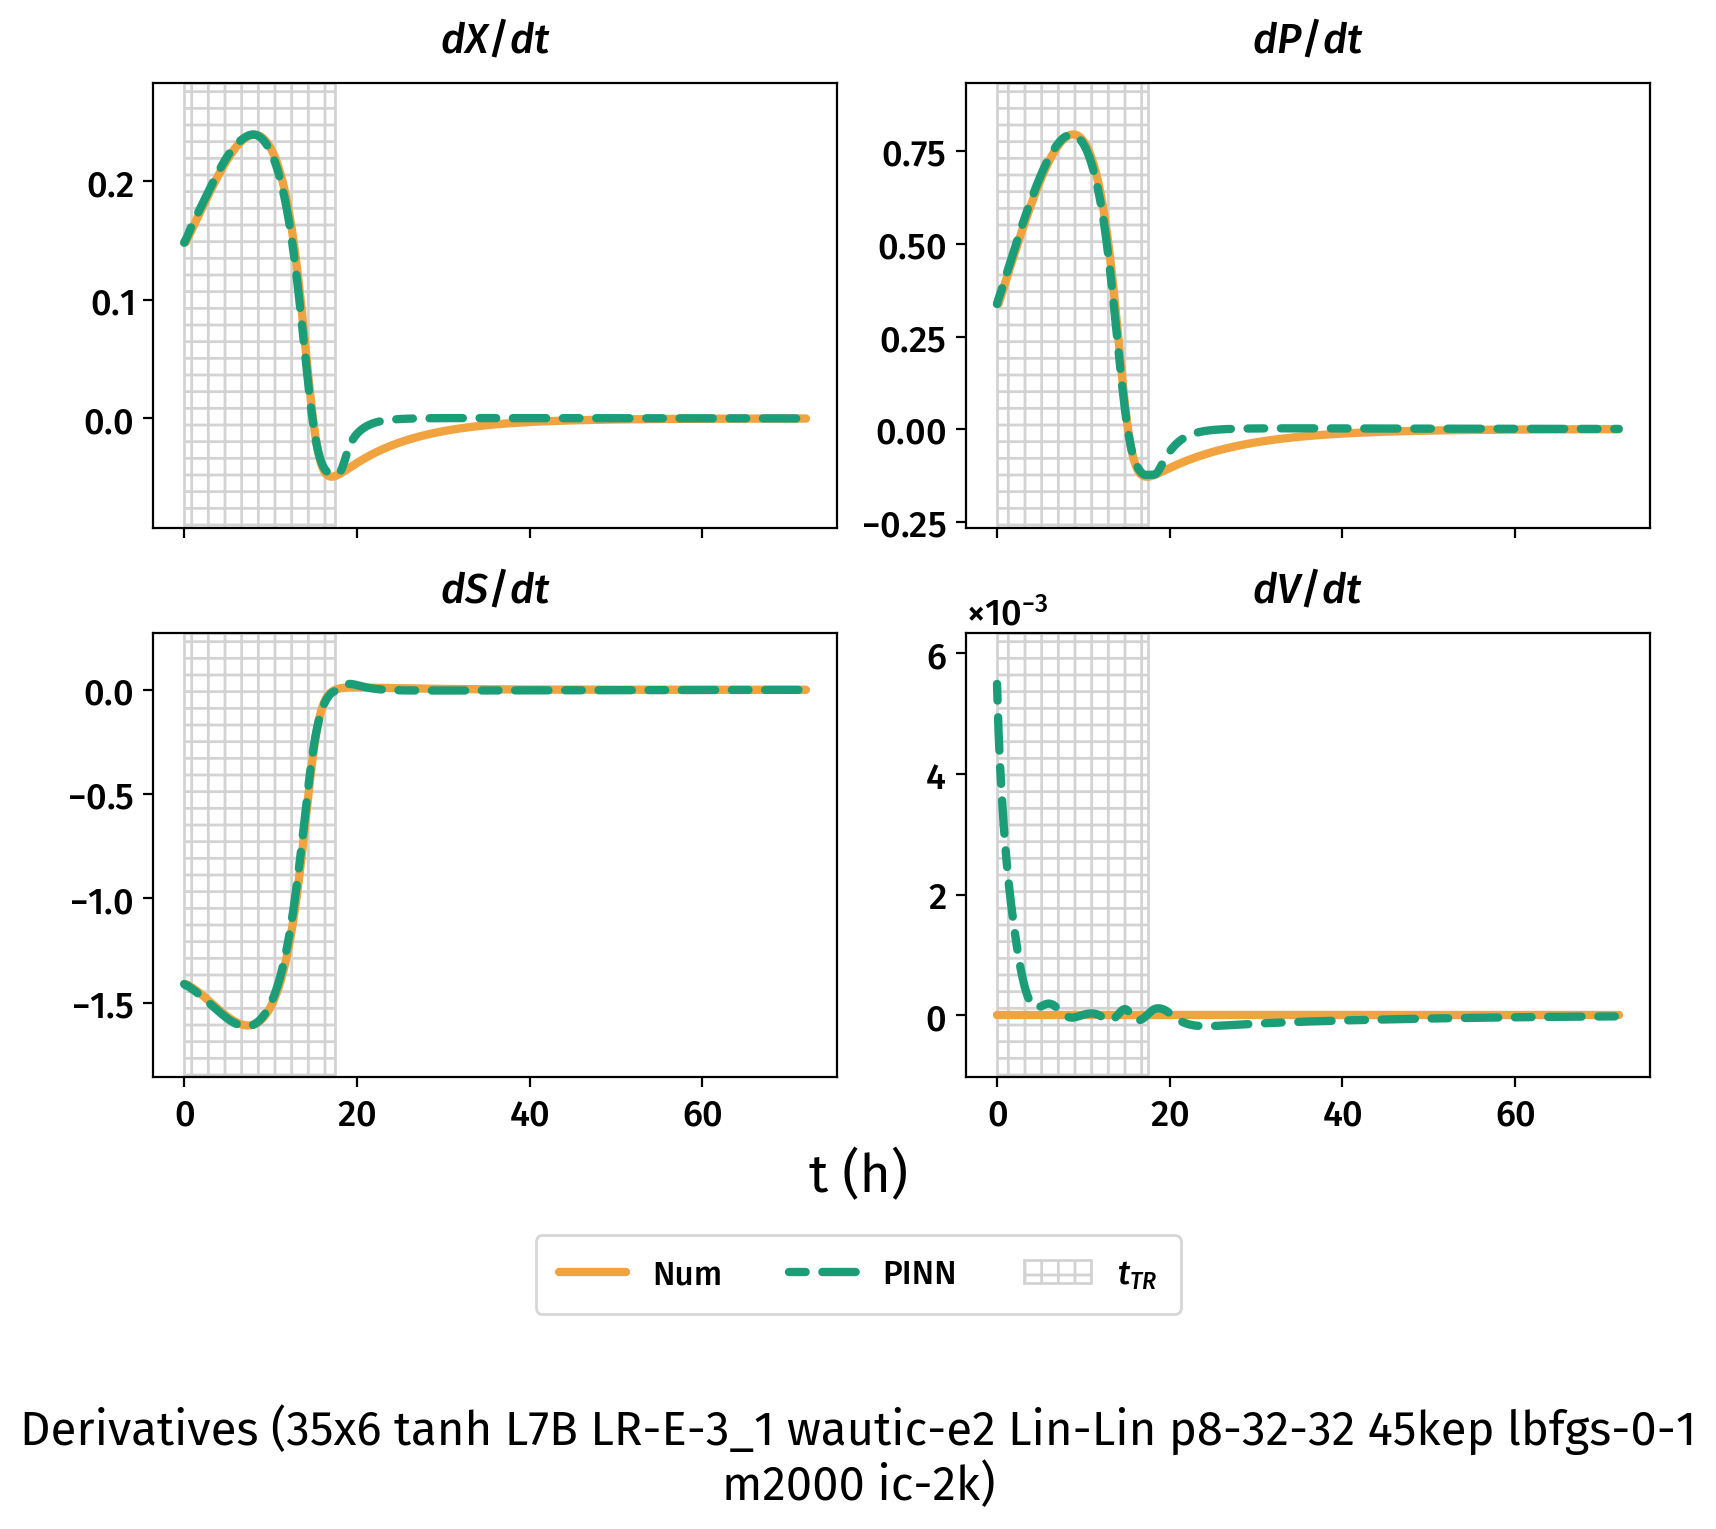 dX/dt
dP/dt
0.2
0.1
0.0
0.75
0.50
0.25
0.00
−0.25
dS/dt
dV/dt
×10⁻³
0.0
−0.5
−1.0
−1.5
6
4
2
0
0 20 40 60
0 20 40 60
t (h)
Num PINN t_TR
Derivatives (35x6 tanh L7B LR-E-3_1 wautic-e2 Lin-Lin p8-32-32 45kep lbfgs-0-1
m2000 ic-2k)